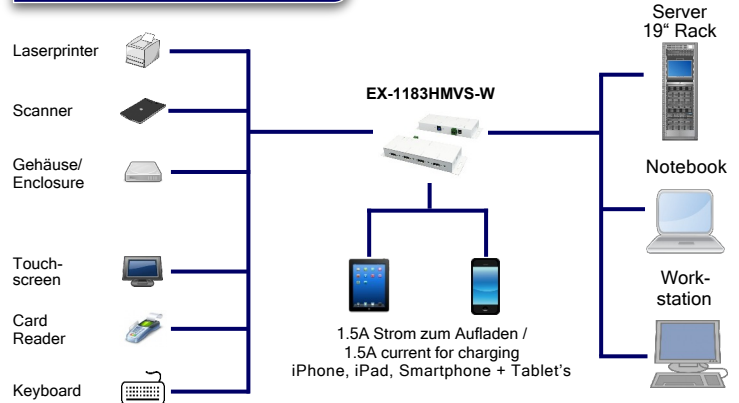 Laserprinter
Scanner
Gehäuse/
Enclosure
Touch-
screen
Card
Reader
Keyboard
EX-1183HMVS-W
1.5A Strom zum Aufladen /
1.5A current for charging
iPhone, iPad, Smartphone + Tablet's
Server
19“ Rack
Notebook
Work-
station